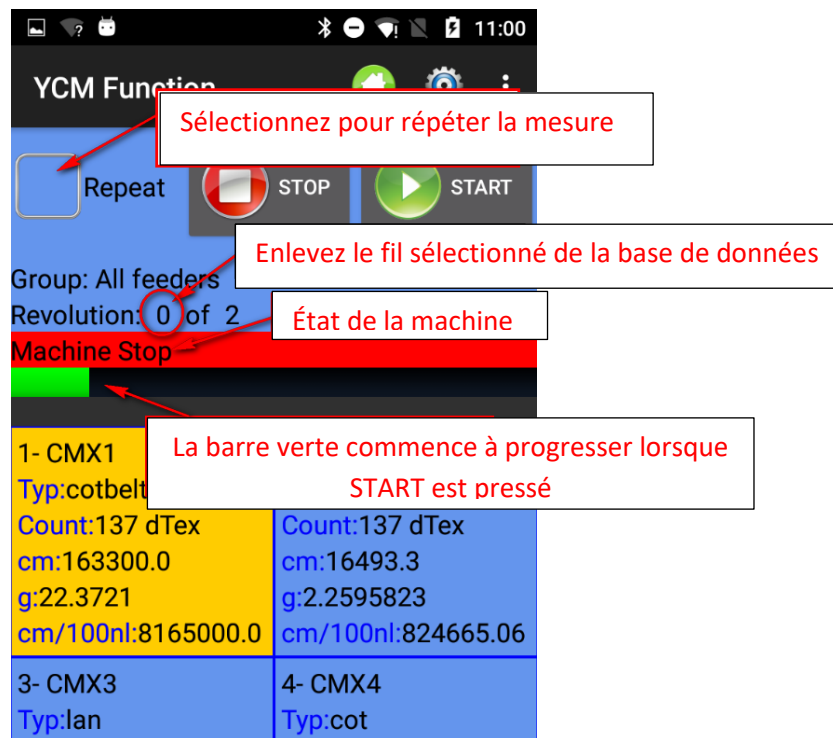 11:00
YCM Function
Sélectionnez pour répéter la mesure
Repeat
STOP
START
Enlevez le fil sélectionné de la base de données
Group: All feeders
Revolution: 0 of 2
État de la machine
Machine Stop
La barre verte commence à progresser lorsque
START est pressé
1- CMX1
Typ:cotbelt
Count:137 dTex
cm:163300.0
g:22.3721
cm/100nl:8165000.0
Count:137 dTex
cm:16493.3
g:2.2595823
cm/100nl:824665.06
3- CMX3
Typ:lan
4- CMX4
Typ:cot